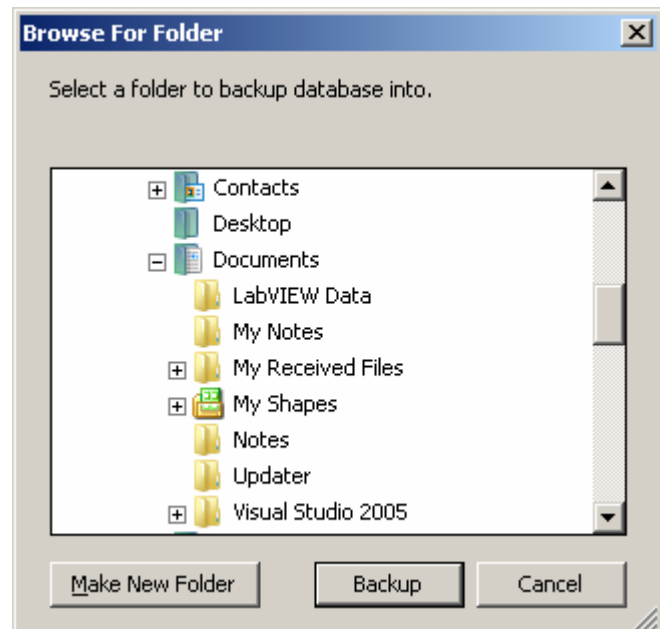 Browse For Folder
Select a folder to backup database into.
Contacts
Desktop
Documents
LabVIEW Data
My Notes
My Received Files
My Shapes
Notes
Updater
Visual Studio 2005
Make New Folder Backup Cancel